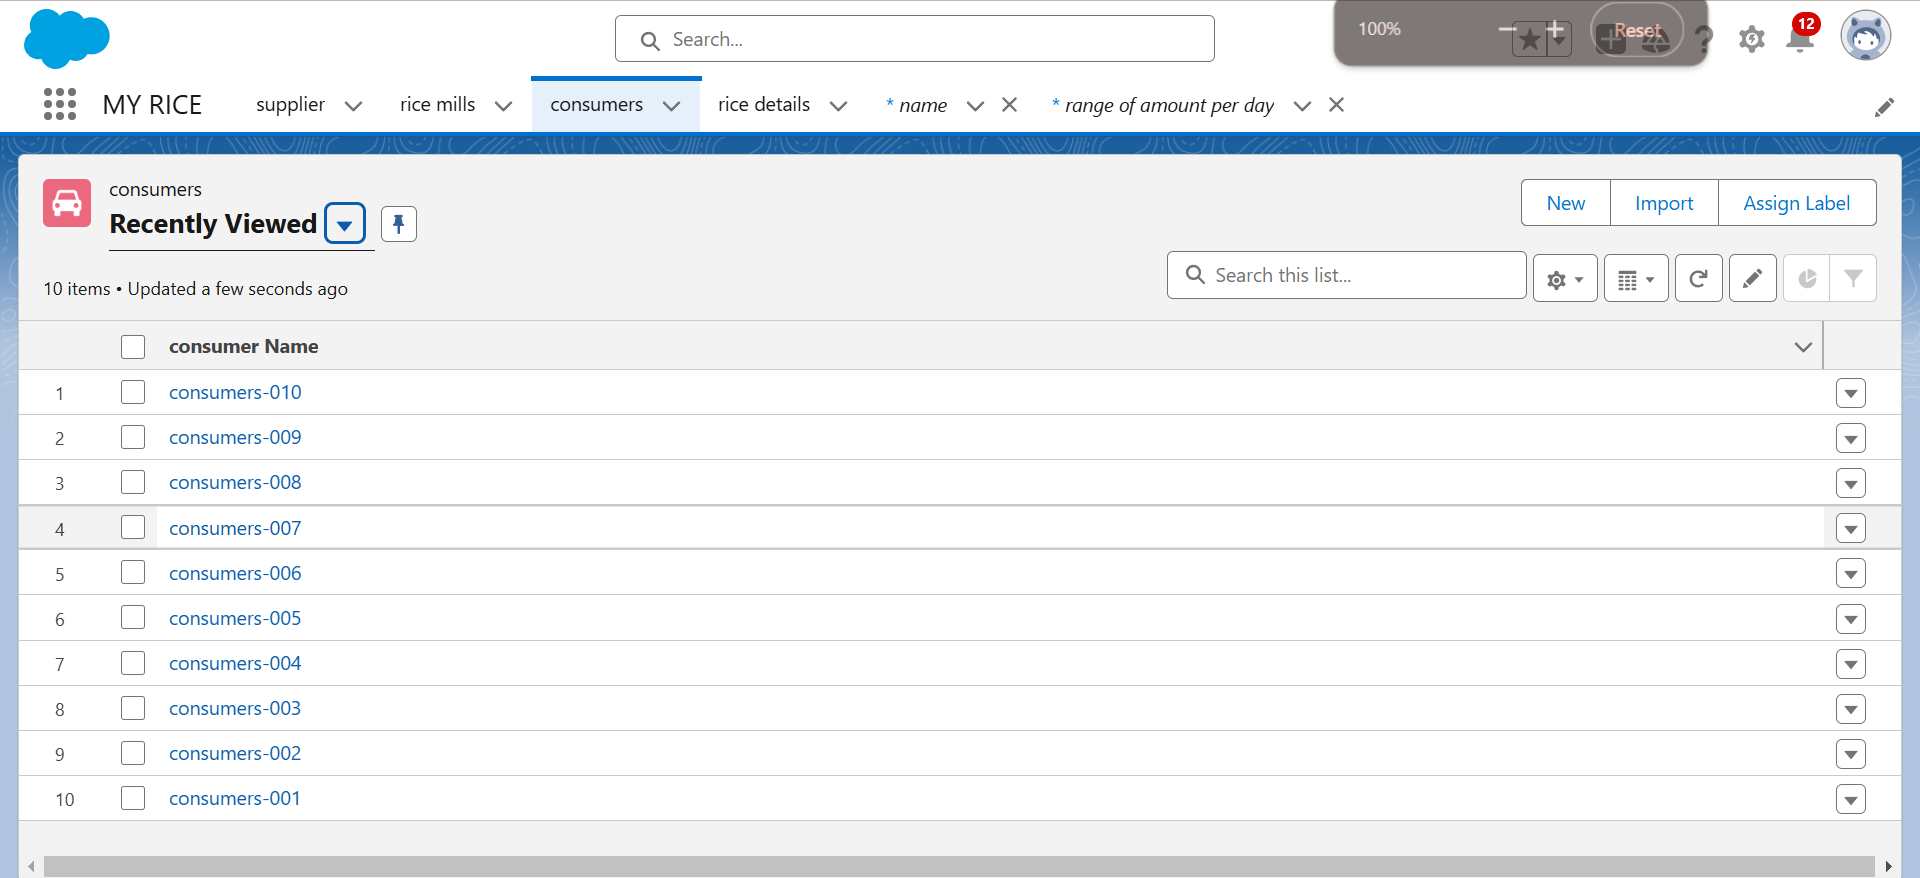 Search...
100%
Reset
12
MY RICE
supplier
rice mills
consumers
rice details
* name
* range of amount per day
consumers
Recently Viewed
New
Import
Assign Label
10 items • Updated a few seconds ago
Search this list...
consumer Name
1 consumers-010
2 consumers-009
3 consumers-008
4 consumers-007
5 consumers-006
6 consumers-005
7 consumers-004
8 consumers-003
9 consumers-002
10 consumers-001